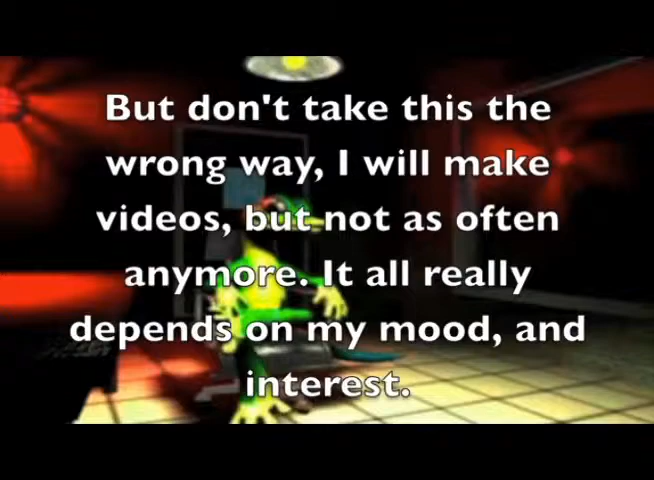 But don't take this the
wrong way, I will make
videos, but not as often
anymore. It all really
depends on my mood, and
interest.